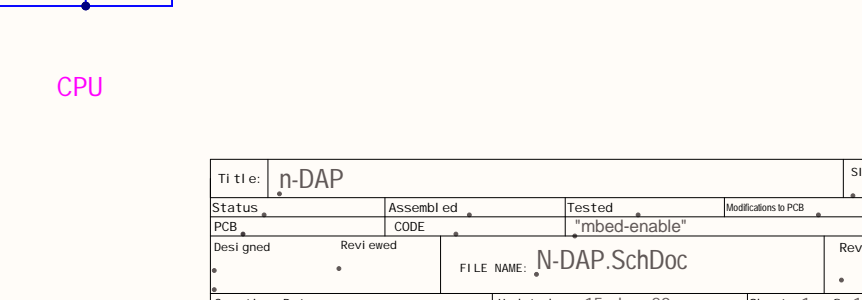 CPU
Title: n-DAP
Status Assembled Tested Modifications to PCB
PCB CODE "mbed-enable"
Designed Reviewed
FILE NAME: N-DAP.SchDoc Rev